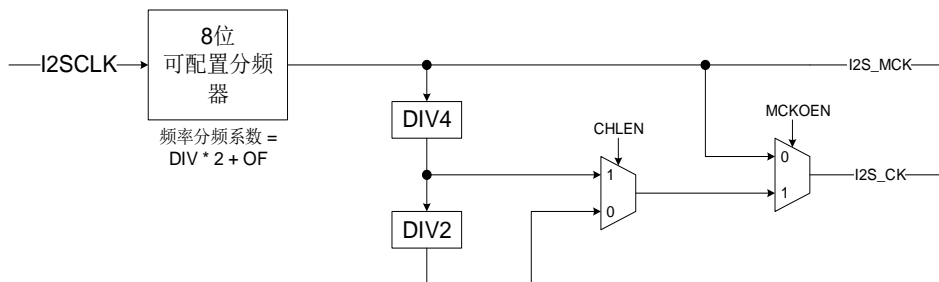 8位
可配置分频
器
I2SCLK
频率分频系数 =
DIV * 2 + OF
I2S_MCK
DIV4
CHLEN
MCKOEN
0
1
1
0
I2S_CK
DIV2